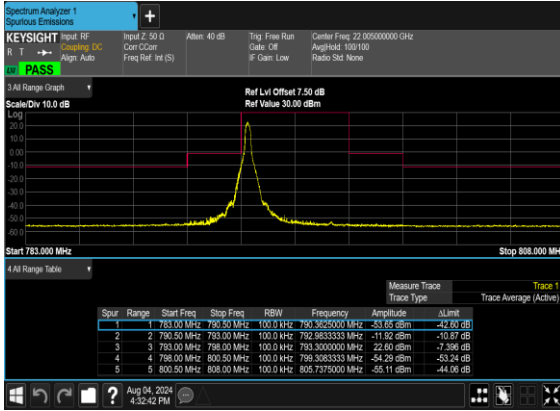 Spectrum Analyzer 1
Spurious Emissions
KEYSIGHT Input: RF Input Z: 50 Ω Atten: 40 dB Trig: Free Run Center Freq: 22.005000000 GHz
R T Coupling: DC Corr CCorr Gate: Off Avg|Hold: 100/100
Align: Auto Freq Ref: Int (S) IF Gain: Low Radio Std: None
PASS
3 All Range Graph
Ref Lvl Offset 7.50 dB
Scale/Div 10.0 dB Ref Value 30.00 dBm
Log
20.0
10.0
0.00
-10.0
-20.0
-30.0
-40.0
-50.0
-60.0
Start 783.000 MHz Stop 808.000 MH
4 All Range Table
Measure Trace Trace 1
Trace Type Trace Average (Active)
Spur Range Start Freq Stop Freq RBW Frequency Amplitude ΔLimit
1 1 783.00 MHz 790.50 MHz 100.0 kHz 790.3625000 MHz -53.65 dBm -42.60 dB
2 2 790.50 MHz 793.00 MHz 100.0 kHz 792.9833333 MHz -11.92 dBm -10.87 dB
3 3 793.00 MHz 798.00 MHz 100.0 kHz 793.3000000 MHz 22.60 dBm -7.396 dB
4 4 798.00 MHz 800.50 MHz 100.0 kHz 799.3083333 MHz -54.29 dBm -53.24 dB
5 5 800.50 MHz 808.00 MHz 100.0 kHz 805.7375000 MHz -55.11 dBm -44.06 dB
Aug 04, 2024
4:32:42 PM